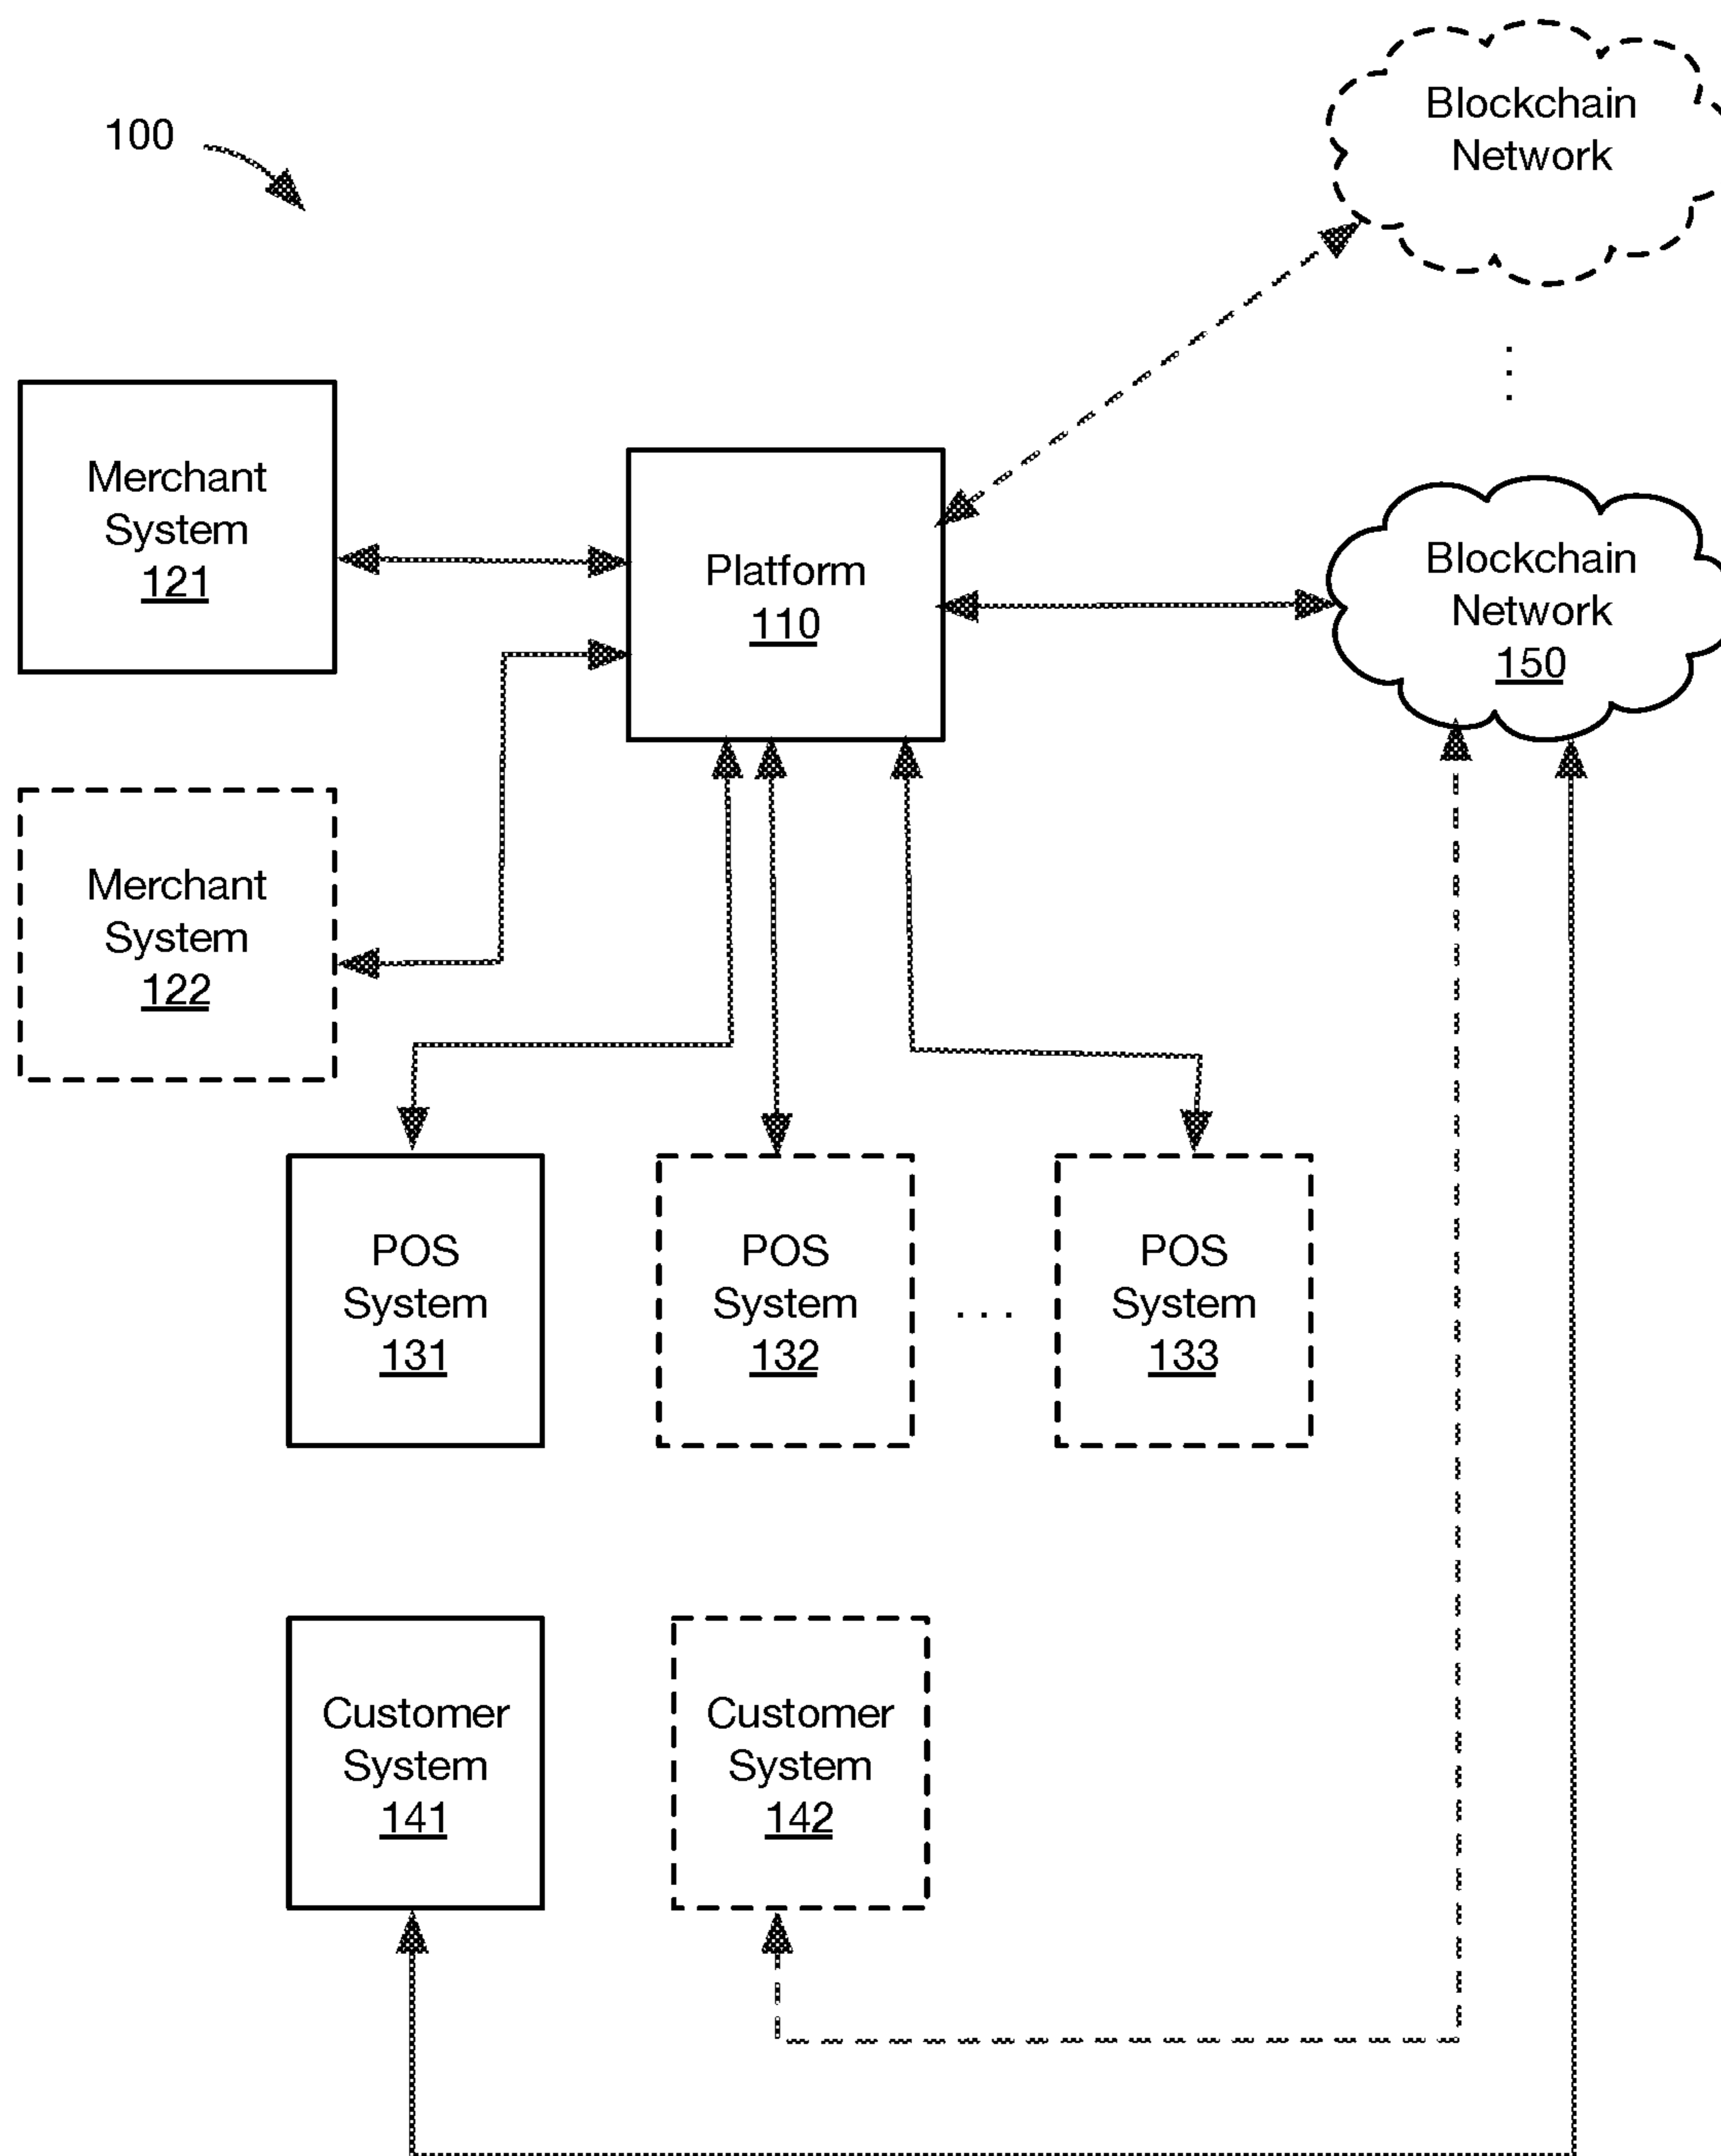 100
Blockchain
Network
Merchant
System
121
Platform
110
Blockchain
Network
150
Merchant
System
122
POS
System
131
POS
System
132
. . .
POS
System
133
Customer
System
141
Customer
System
142